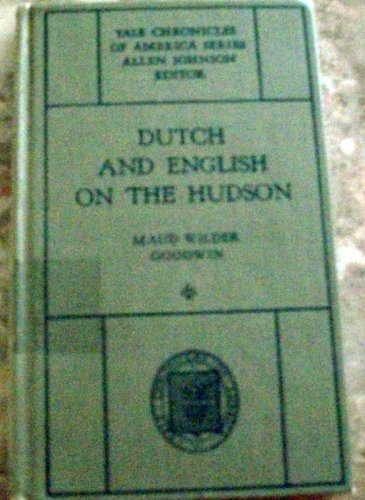 YALE CHRONICLES
OF AMERICA SERIES
ALLEN JOHNSON
EDITOR
DUTCH
AND ENGLISH
ON THE HUDSON
MAUD WILDER
GOODWIN